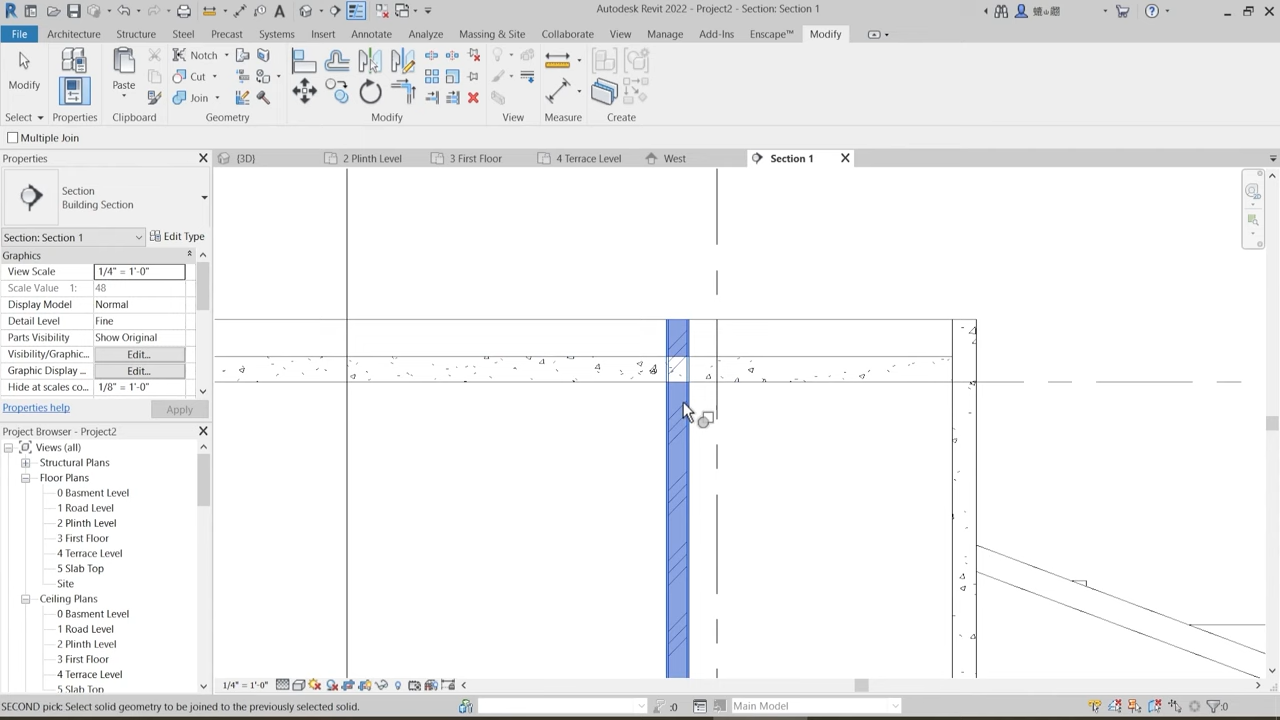 Autodesk Revit 2022 - Project2 - Section: Section 1
File Architecture Structure Steel Precast Systems Insert Annotate Analyze Massing & Site Collaborate View Manage Add-Ins Enscape™ Modify
Notch
Cut
Join
Modify
Paste
Select Properties Clipboard Geometry Modify View Measure Create
Multiple Join
Properties
{3D} 2 Plinth Level 3 First Floor 4 Terrace Level West Section 1
Section
Building Section
Section: Section 1 Edit Type
Graphics
View Scale 1/4" = 1'-0"
Scale Value 1: 48
Display Model Normal
Detail Level Fine
Parts Visibility Show Original
Visibility/Graphic... Edit...
Graphic Display ... Edit...
Hide at scales co... 1/8" = 1'-0"
Properties help Apply
Project Browser - Project2
Views (all)
Structural Plans
Floor Plans
0 Basment Level
1 Road Level
2 Plinth Level
3 First Floor
4 Terrace Level
5 Slab Top
Site
Ceiling Plans
0 Basment Level
1 Road Level
2 Plinth Level
3 First Floor
4 Terrace Level
5 Slab Top
1/4" = 1'-0"
SECOND pick: Select solid geometry to be joined to the previously selected solid. :0 Main Model :0